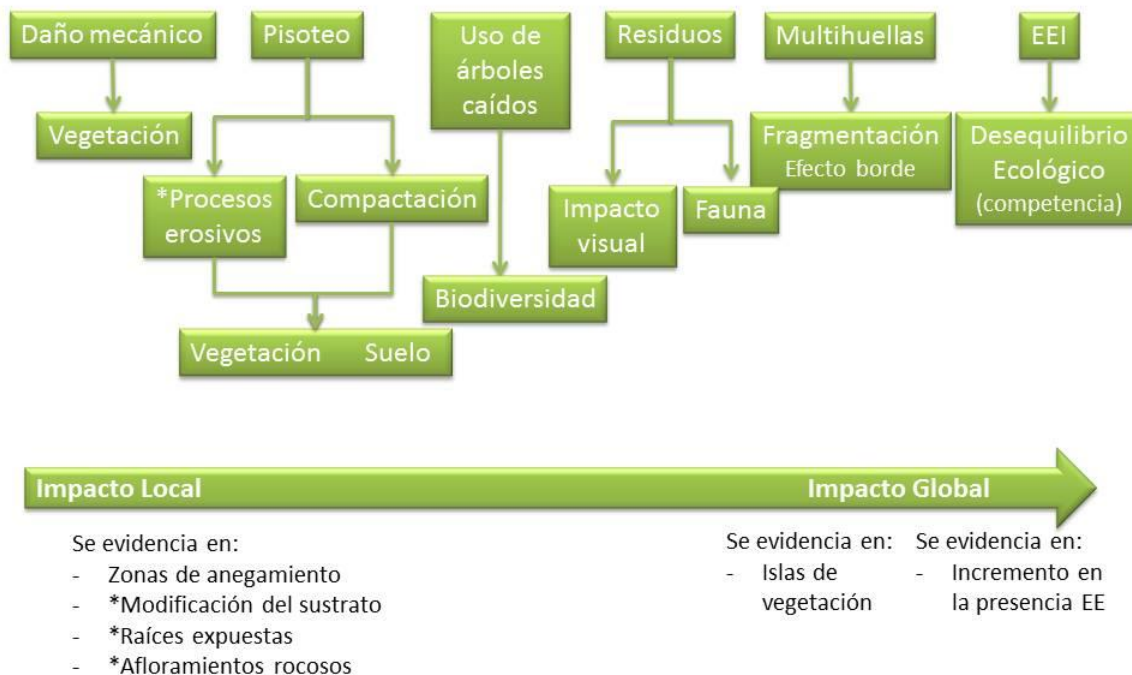 Daño mecánico
Pisoteo
Uso de
árboles
caídos
Residuos
Multihuellas
EEI
Vegetación
*Procesos
erosivos
Compactación
Vegetación Suelo
Biodiversidad
Impacto
visual
Fauna
Fragmentación
Efecto borde
Desequilibrio
Ecológico
(competencia)
Impacto Local
Impacto Global
Se evidencia en:
- Zonas de anegamiento
- *Modificación del sustrato
- *Raíces expuestas
- *Afloramientos rocosos
Se evidencia en:
- Islas de
vegetación
Se evidencia en:
- Incremento en
la presencia EE